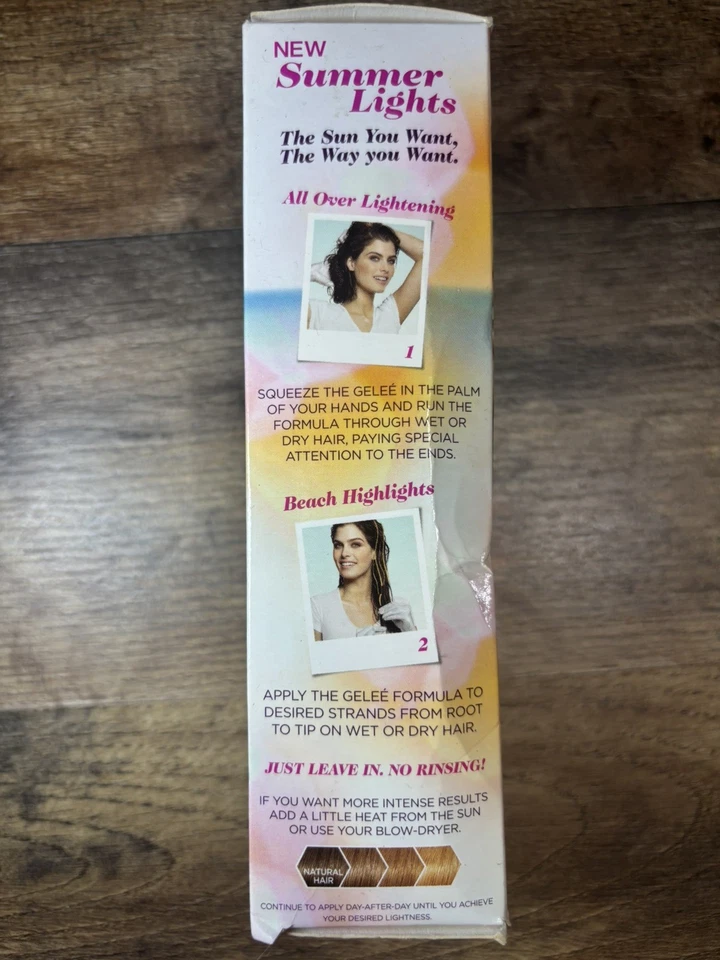 NEW
Summer
Lights
The Sun You Want,
The Way you Want.
All Over Lightening
1
SQUEEZE THE GELEÉ IN THE PALM
OF YOUR HANDS AND RUN THE
FORMULA THROUGH WET OR
DRY HAIR, PAYING SPECIAL
ATTENTION TO THE ENDS.
Beach Highlights
2
APPLY THE GELEÉ FORMULA TO
DESIRED STRANDS FROM ROOT
TO TIP ON WET OR DRY HAIR.
JUST LEAVE IN. NO RINSING!
IF YOU WANT MORE INTENSE RESULTS
ADD A LITTLE HEAT FROM THE SUN
OR USE YOUR BLOW-DRYER.
NATURAL
HAIR
CONTINUE TO APPLY DAY-AFTER-DAY UNTIL YOU ACHIEVE
YOUR DESIRED LIGHTNESS.